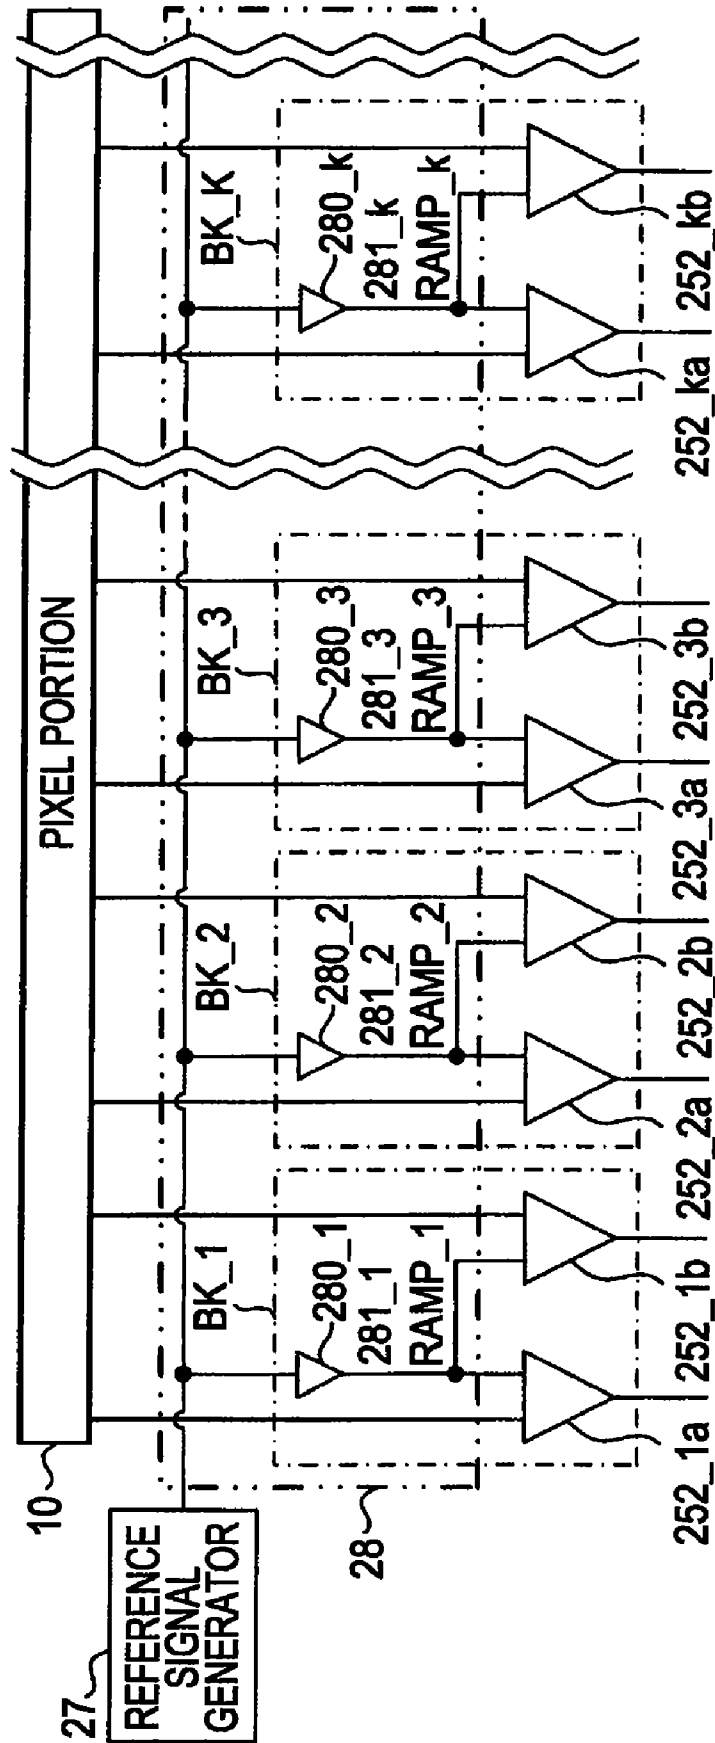 10
PIXEL PORTION
27
REFERENCE
SIGNAL
GENERATOR
28
BK_1
280_1
281_1
RAMP_1
252_1a
252_1b
BK_2
280_2
281_2
RAMP_2
252_2a
252_2b
BK_3
280_3
281_3
RAMP_3
252_3a
252_3b
BK_K
280_k
281_k
RAMP_k
252_ka
252_kb